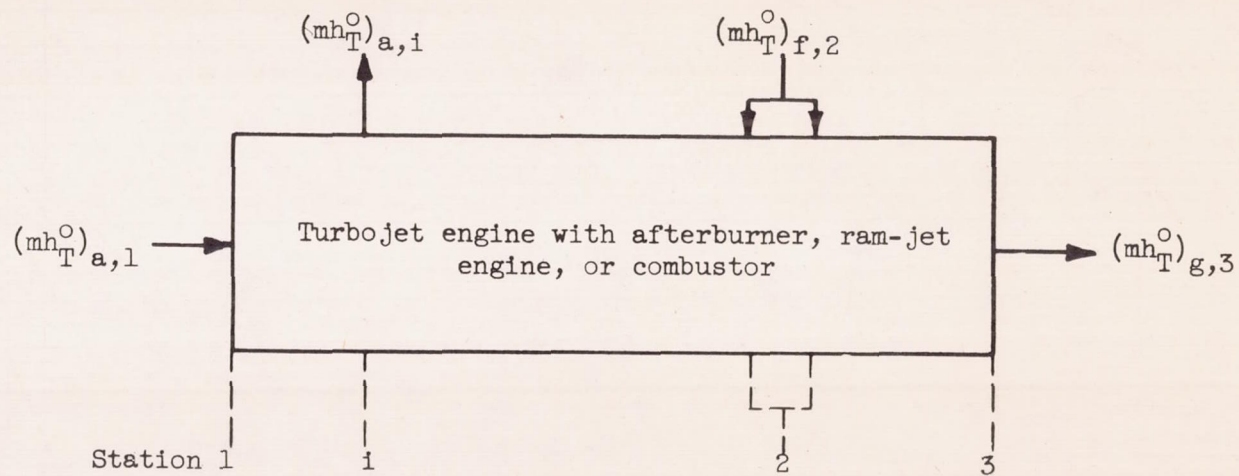 (mh°T)a,i
(mh°T)f,2
(mh°T)a,1
Turbojet engine with afterburner, ram-jet
engine, or combustor
(mh°T)g,3
Station 1 i 2 3